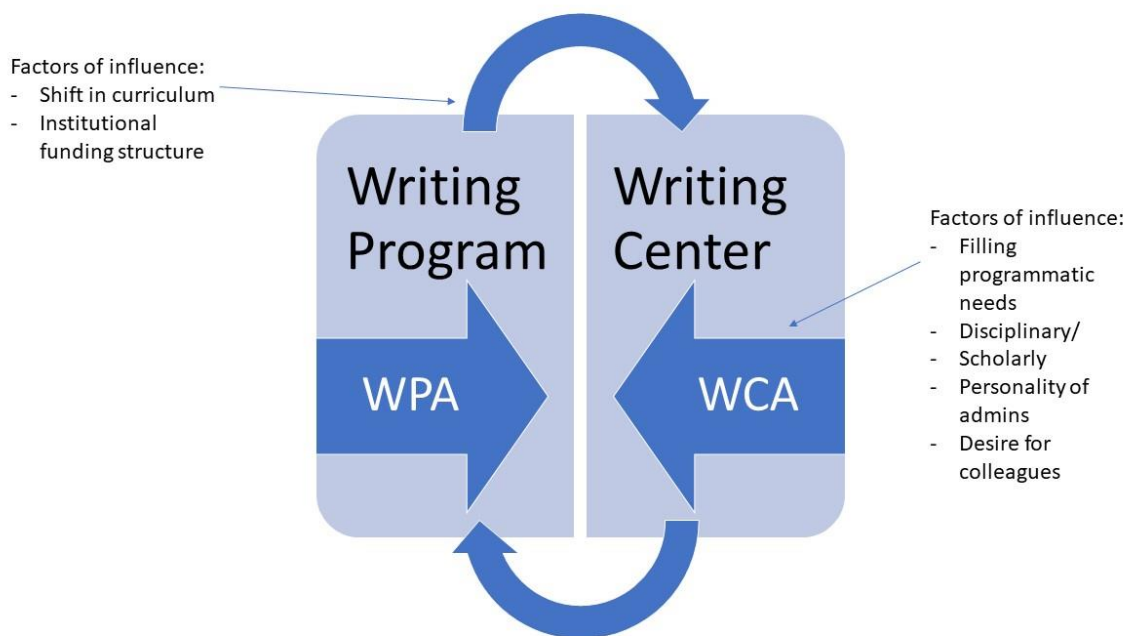 Factors of influence:
- Shift in curriculum
- Institutional
funding structure
Writing
Program
Writing
Center
WPA
WCA
Factors of influence:
- Filling
programmatic
needs
- Disciplinary/
- Scholarly
- Personality of
admins
- Desire for
colleagues